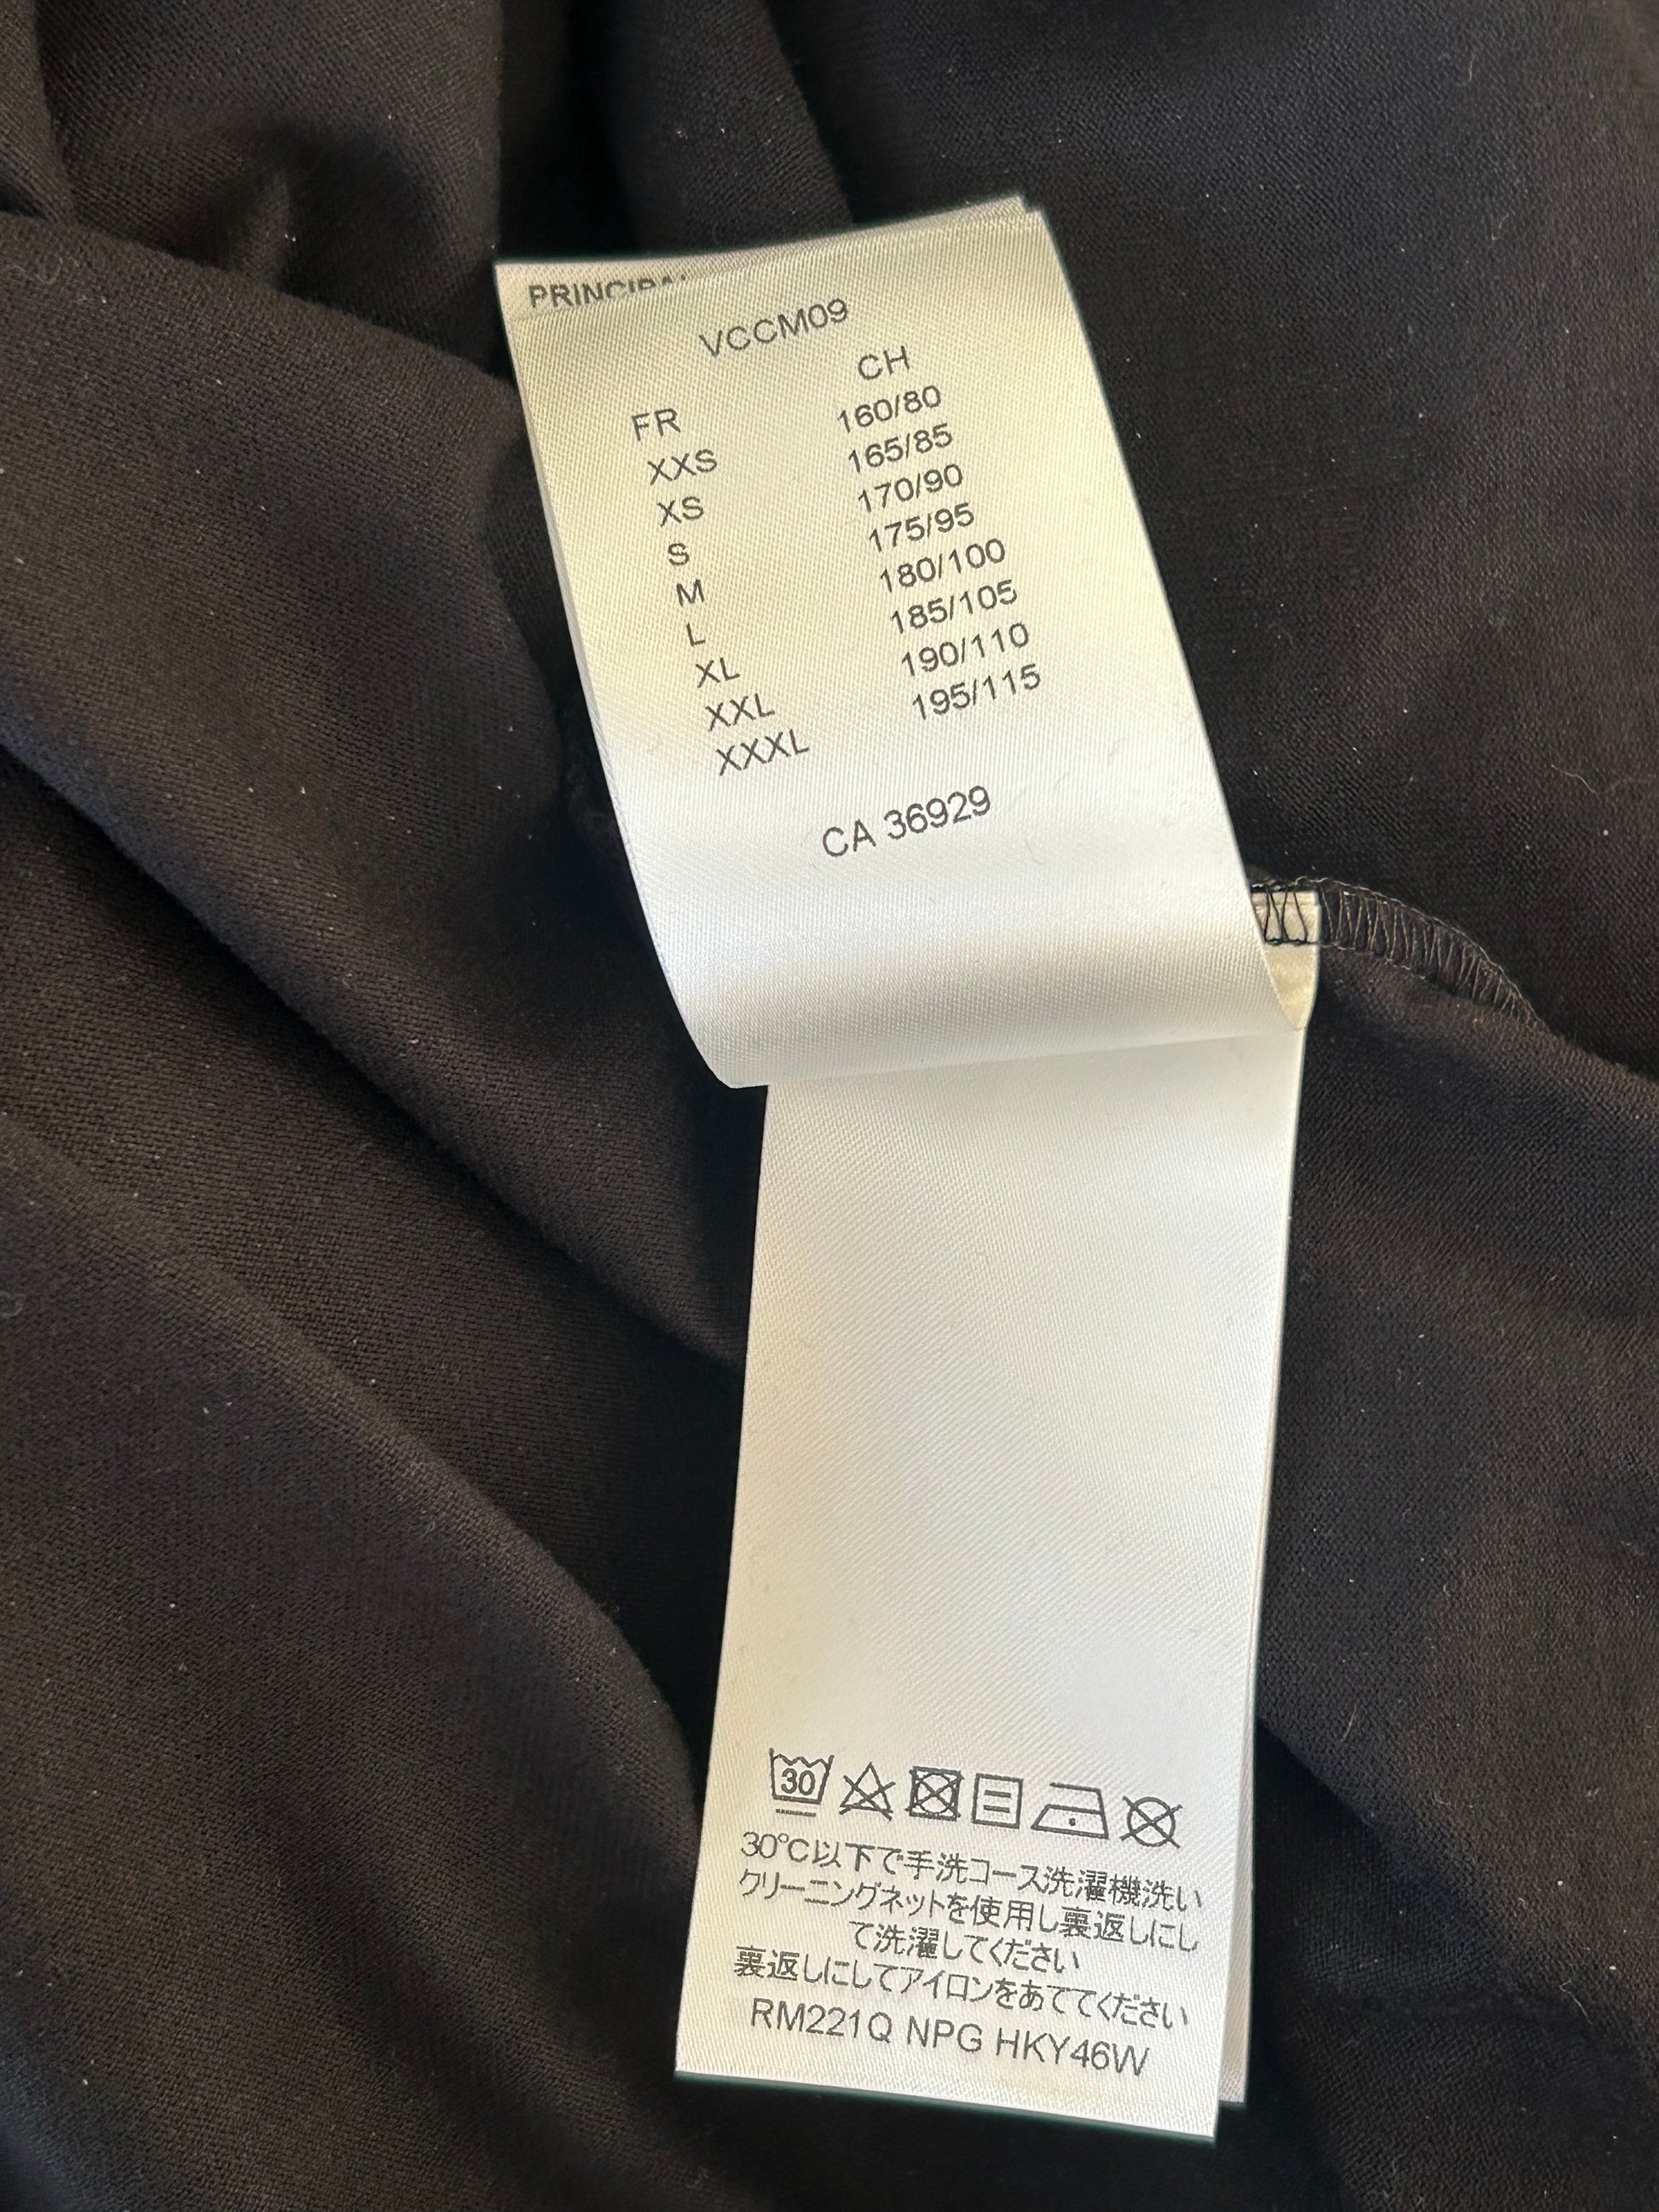 PRINCIPAL
VCCM09
FR CH
XXS 160/80
XS 165/85
S 170/90
M 175/95
L 180/100
XL 185/105
XXL 190/110
XXXL 195/115
CA 36929
30
30°C以下で手洗コース洗濯機洗い
クリーニングネットを使用し裏返しにし
て洗濯してください
裏返しにしてアイロンをあててください
RM221Q NPG HKY46W